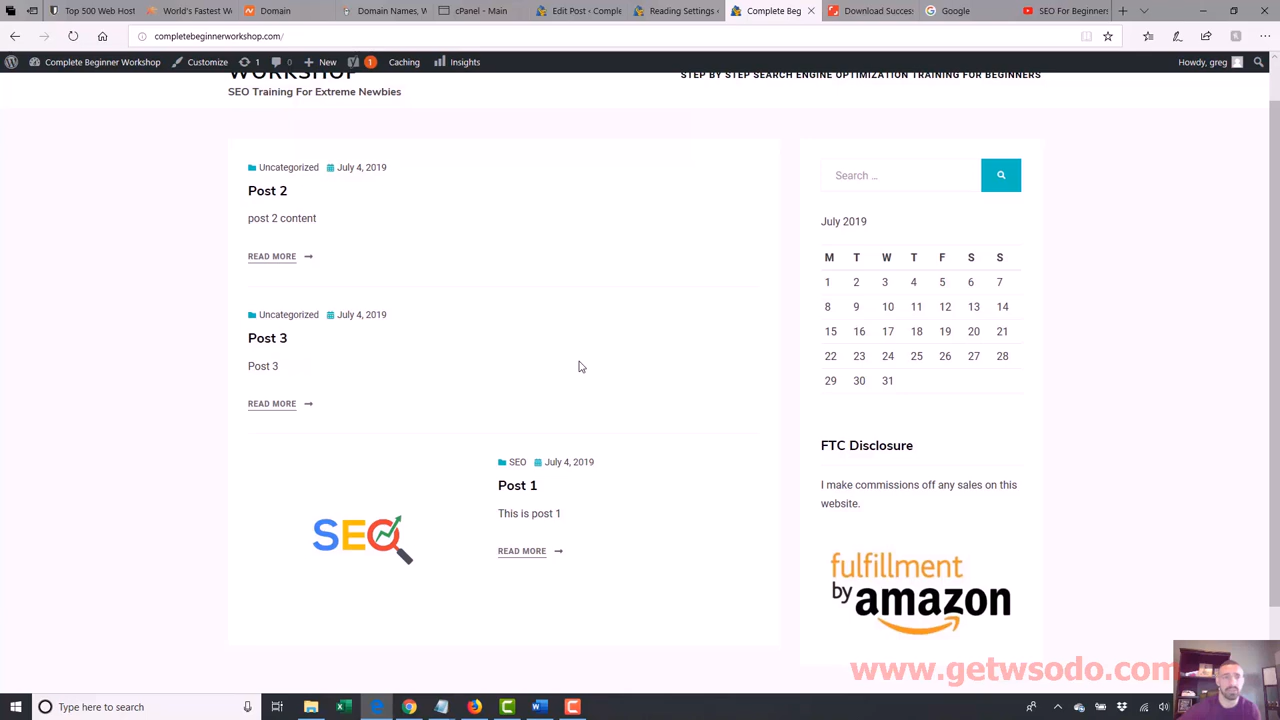 Top 500 Web Host
World's Fastest W
Domain
Domain Names, W
cPanel - Main
Edit Post ‹ Comple
Reading Settings ‹
Complete Beg
Download Success
Google
SEO For Beginners
completebeginnerworkshop.com/
Complete Beginner Workshop
Customize
1
0
New
1
Caching
Insights
Howdy, greg
WORKSHOP
SEO Training For Extreme Newbies
STEP BY STEP SEARCH ENGINE OPTIMIZATION TRAINING FOR BEGINNERS
Uncategorized July 4, 2019
Post 2
post 2 content
READ MORE
Uncategorized July 4, 2019
Post 3
Post 3
READ MORE
SEO
SEO July 4, 2019
Post 1
This is post 1
READ MORE
Search ...
July 2019
M T W T F S S
1 2 3 4 5 6 7
8 9 10 11 12 13 14
15 16 17 18 19 20 21
22 23 24 25 26 27 28
29 30 31
FTC Disclosure
I make commissions off any sales on this
website.
fulfillment
by amazon
www.getwsodo.com
Type here to search